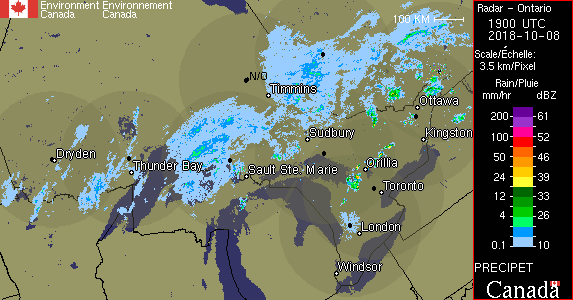 Environment Environnement
Canada Canada
100 KM
N/O
Timmins
Ottawa
Sudbury
Kingston
Dryden
Thunder Bay
Sault Ste. Marie
Orillia
Toronto
London
Windsor
Radar - Ontario
1900 UTC
2018-10-08
Scale/Échelle:
3.5 km/Pixel
Rain/Pluie
mm/hr dBZ
200 61
100 52
50 46
24 39
12 33
4 26
0.1 10
PRECIPET
Canada